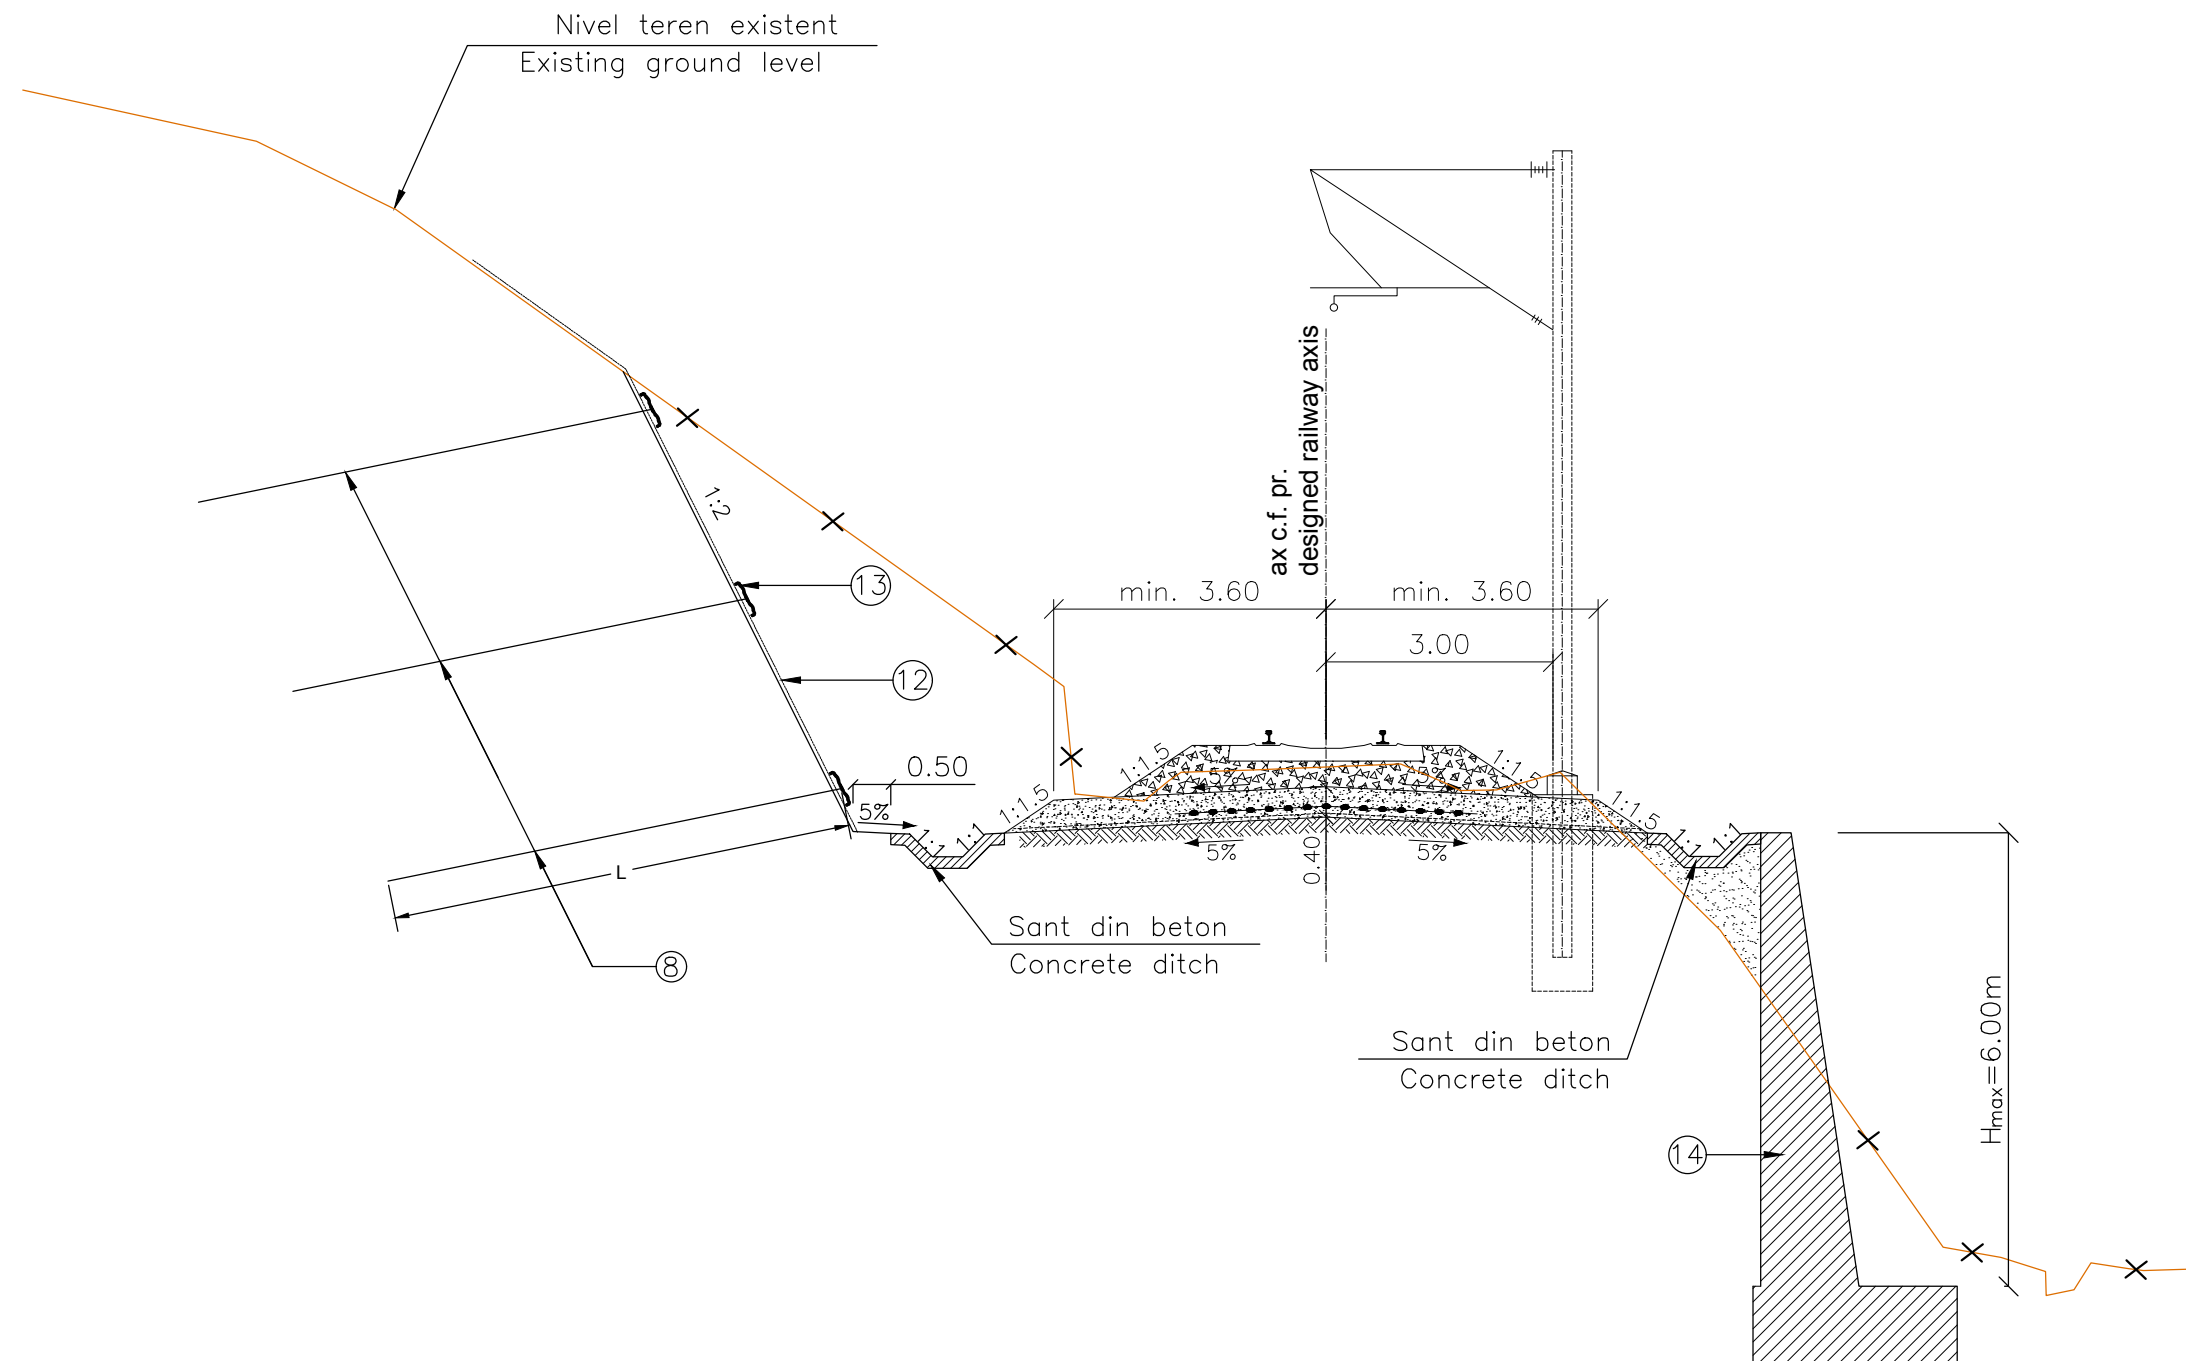 Nivel teren existent
Existing ground level
ax c.f. pr.
designed railway axis
1:2
13
min. 3.60
min. 3.60
3.00
12
0.50
5%
1:1
1:1
1:1.5
1:1.5
5%
5%
1:1.5
1:1.5
1:1
1:1
5%
5%
0.40
L
8
Sant din beton
Concrete ditch
Sant din beton
Concrete ditch
14
Hmax=6.00m